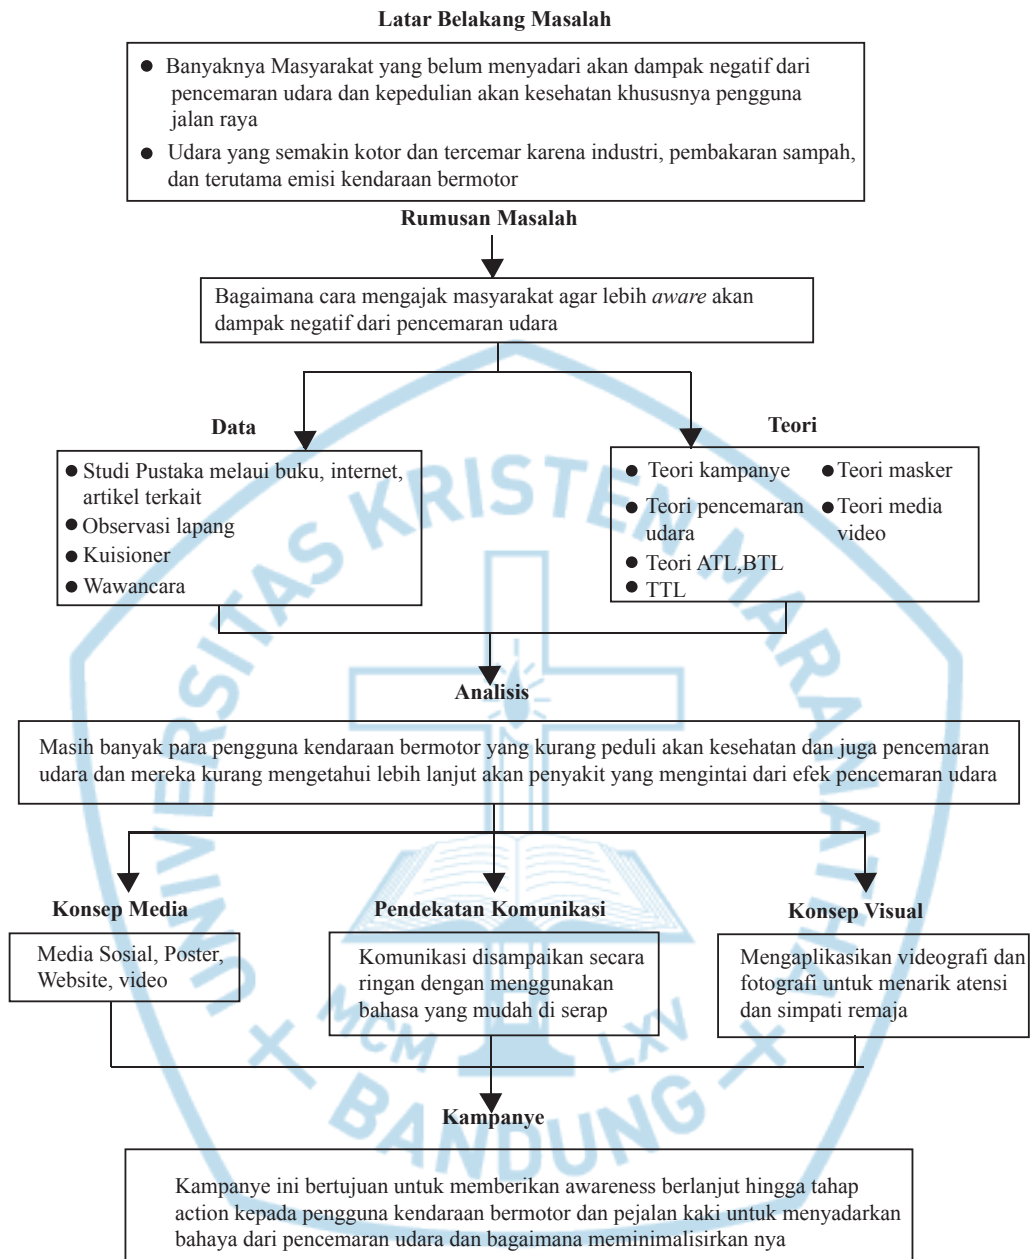 Latar Belakang Masalah
● Banyaknya Masyarakat yang belum menyadari akan dampak negatif dari
pencemaran udara dan kepedulian akan kesehatan khususnya pengguna
jalan raya
● Udara yang semakin kotor dan tercemar karena industri, pembakaran sampah,
dan terutama emisi kendaraan bermotor
Rumusan Masalah
Bagaimana cara mengajak masyarakat agar lebih aware akan
dampak negatif dari pencemaran udara
Data
● Studi Pustaka melaui buku, internet,
artikel terkait
● Observasi lapang
● Kuisioner
● Wawancara
Teori
● Teori kampanye
● Teori pencemaran
udara
● Teori ATL,BTL
● TTL
● Teori masker
● Teori media
video
Analisis
Masih banyak para pengguna kendaraan bermotor yang kurang peduli akan kesehatan dan juga pencemaran
udara dan mereka kurang mengetahui lebih lanjut akan penyakit yang mengintai dari efek pencemaran udara
Konsep Media
Media Sosial, Poster,
Website, video
Pendekatan Komunikasi
Komunikasi disampaikan secara
ringan dengan menggunakan
bahasa yang mudah di serap
Konsep Visual
Mengaplikasikan videografi dan
fotografi untuk menarik atensi
dan simpati remaja
Kampanye
Kampanye ini bertujuan untuk memberikan awareness berlanjut hingga tahap
action kepada pengguna kendaraan bermotor dan pejalan kaki untuk menyadarkan
bahaya dari pencemaran udara dan bagaimana meminimalisirkan nya
UNIVERSITAS KRISTEN MARANATHA
MCM LXV
BANDUNG